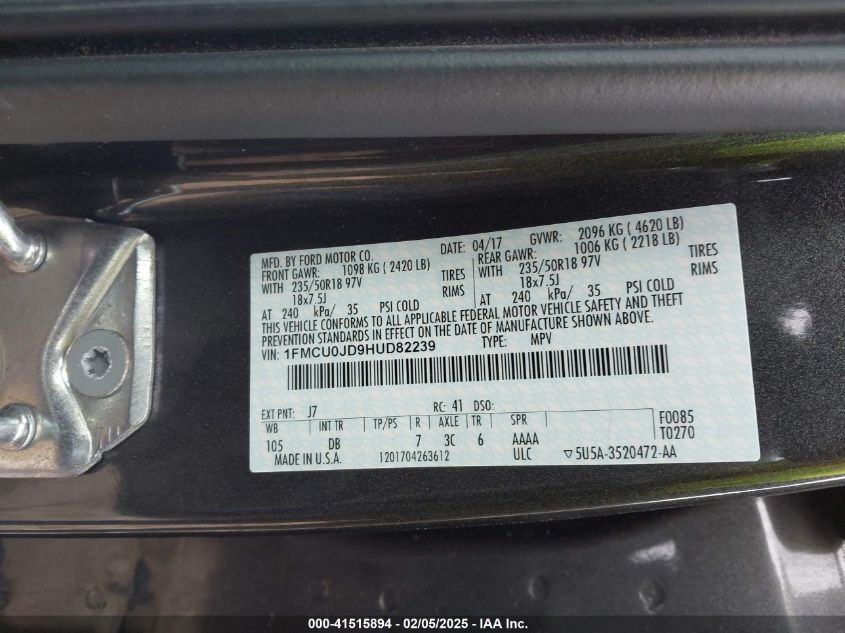 MFD. BY FORD MOTOR CO. DATE: 04/17 GVWR: 2096 KG ( 4620 LB)
FRONT GAWR: 1098 KG ( 2420 LB) REAR GAWR: 1006 KG ( 2218 LB)
WITH 235/50R18 97V TIRES WITH 235/50R18 97V TIRES
18x7.5J RIMS 18x7.5J RIMS
AT 240 kPa/ 35 PSI COLD AT 240 kPa/ 35 PSI COLD
THIS VEHICLE CONFORMS TO ALL APPLICABLE FEDERAL MOTOR VEHICLE SAFETY AND THEFT
PREVENTION STANDARDS IN EFFECT ON THE DATE OF MANUFACTURE SHOWN ABOVE.
VIN: 1FMCU0JD9HUD82239 TYPE: MPV
EXT PNT: J7 RC: 41 DSO: F0085
WB INT TR TP/PS R AXLE TR SPR T0270
105 DB 7 3C 6 AAAA
MADE IN U.S.A. 1201704263612 ULC ▽5U5A-3520472-AA
000-41515894 — 02/05/2025 — IAA Inc.